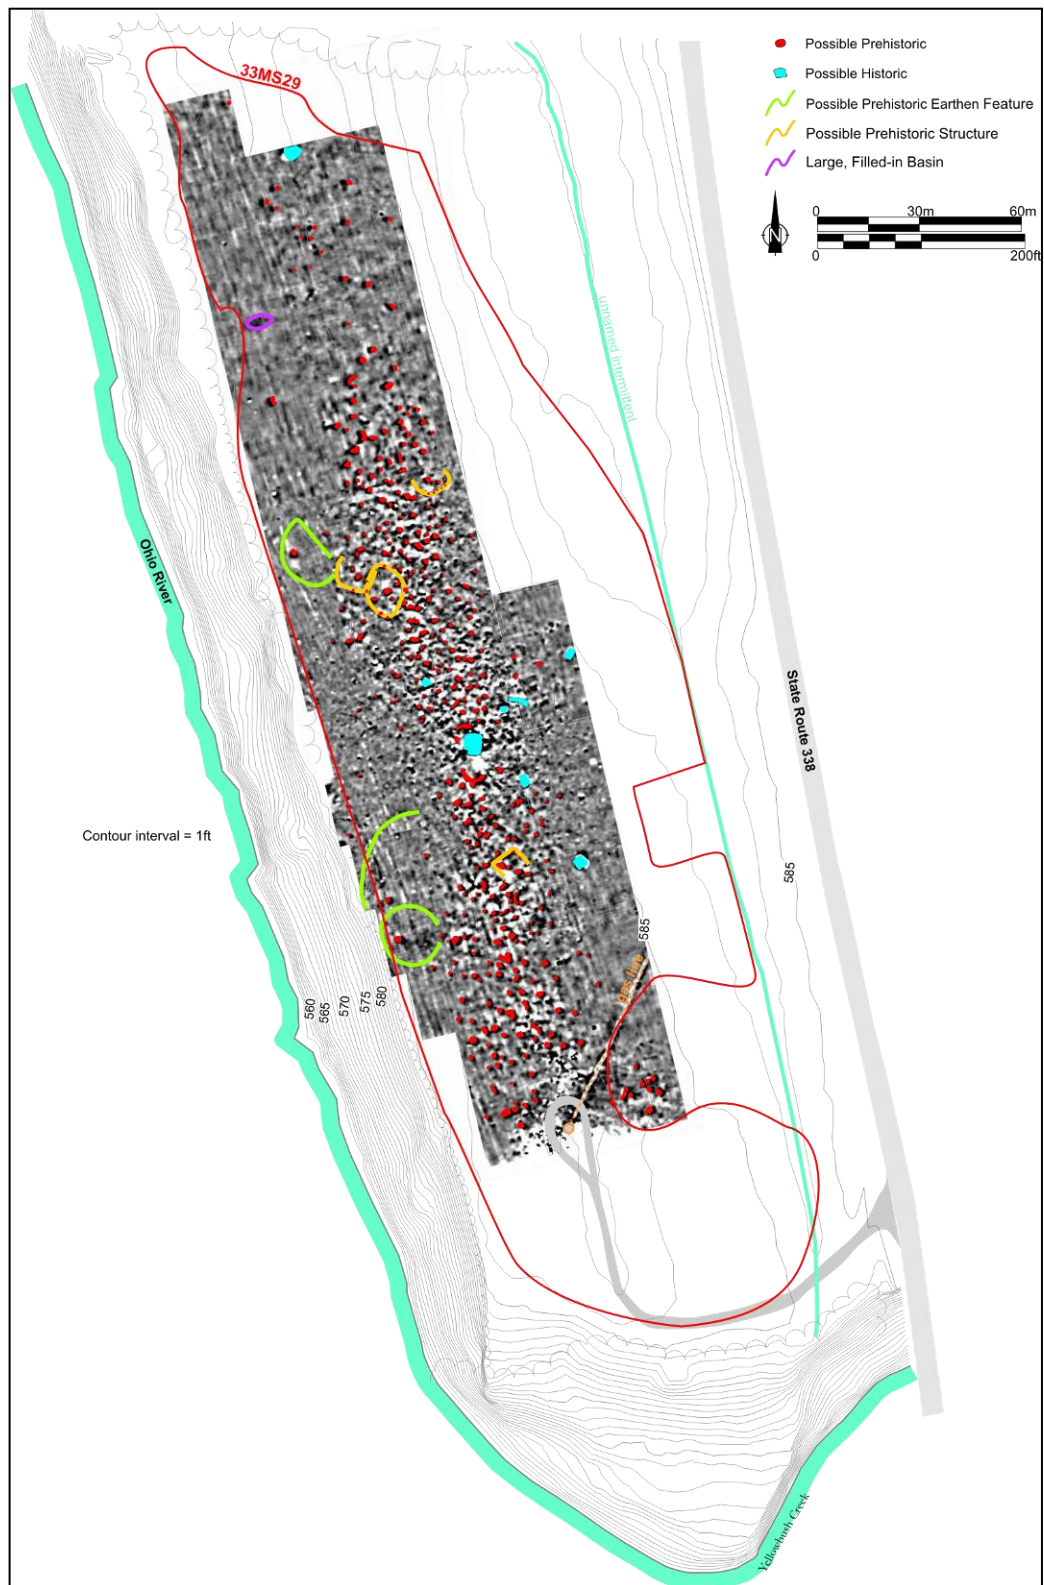 33MS29
Possible Prehistoric
Possible Historic
Possible Prehistoric Earthen Feature
Possible Prehistoric Structure
Large, Filled-in Basin
0 30m 60m
N
0 200ft
unnamed intermittent
Ohio River
State Route 338
Contour interval = 1ft
585
585
gas line
560
565
570
575
580
Yellowbush Creek